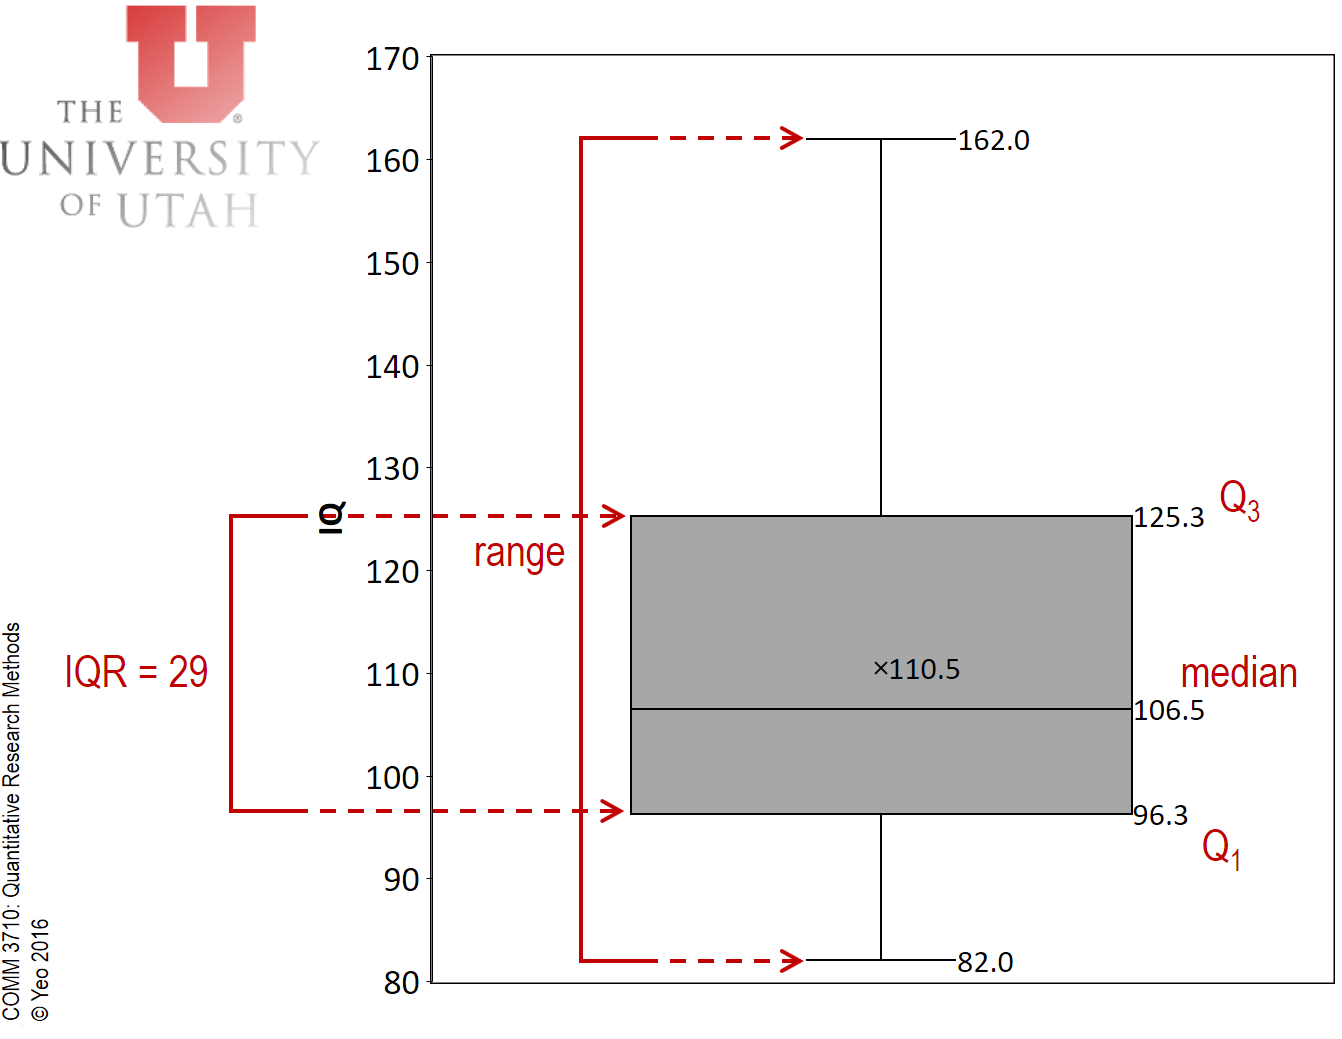 THE
UNIVERSITY
OF UTAH
®
170
160
150
140
130
120
110
100
90
80
IQ
162.0
Q3
125.3
range
IQR = 29
×110.5
median
106.5
96.3
Q1
82.0
COMM 3710: Quantitative Research Methods
© Yeo 2016